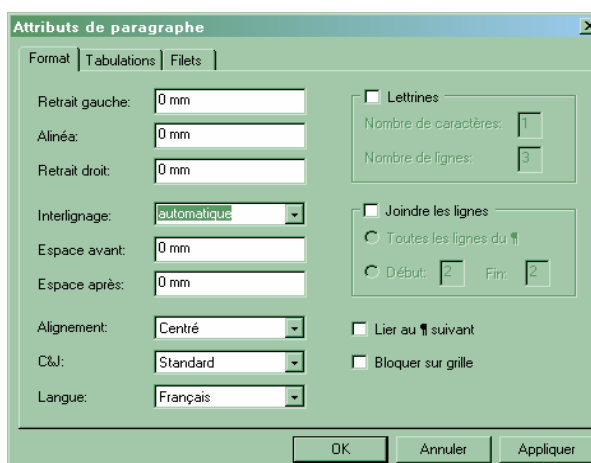 Attributs de paragraphe
Format Tabulations Filets
Retrait gauche: 0 mm
Alinéa: 0 mm
Retrait droit: 0 mm
Interlignage: automatique
Espace avant: 0 mm
Espace après: 0 mm
Alignement: Centré
C&J: Standard
Langue: Français
Lettrines
Nombre de caractères: 1
Nombre de lignes: 3
Joindre les lignes
Toutes les lignes du ¶
Début: 2 Fin: 2
Lier au ¶ suivant
Bloquer sur grille
OK Annuler Appliquer